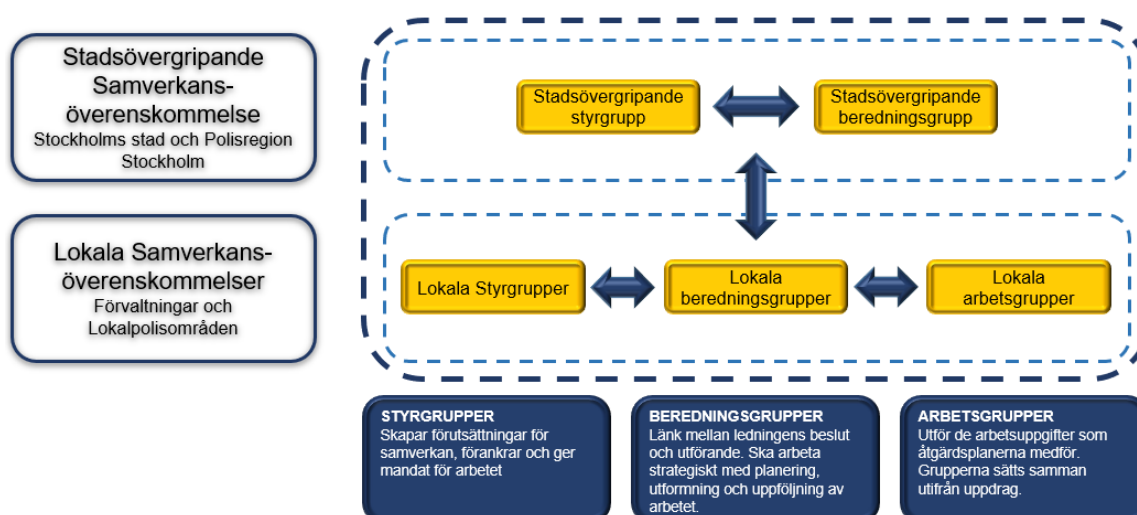 Stadsövergripande
Samverkans-
överenskommelse
Stockholms stad och Polisregion
Stockholm
Lokala Samverkans-
överenskommelser
Förvaltningar och
Lokalpolisområden
Stadsövergripande
styrgrupp
Stadsövergripande
beredningsgrupp
Lokala Styrgrupper
Lokala
beredningsgrupper
Lokala
arbetsgrupper
STYRGRUPPER
Skapar förutsättningar för
samverkan, förankrar och ger
mandat för arbetet
BEREDNINGSGRUPPER
Länk mellan ledningens beslut
och utförande. Ska arbeta
strategiskt med planering,
utformning och uppföljning av
arbetet.
ARBETSGRUPPER
Utför de arbetsuppgifter som
åtgärdsplanerna medför.
Grupperna sätts samman
utifrån uppdrag.